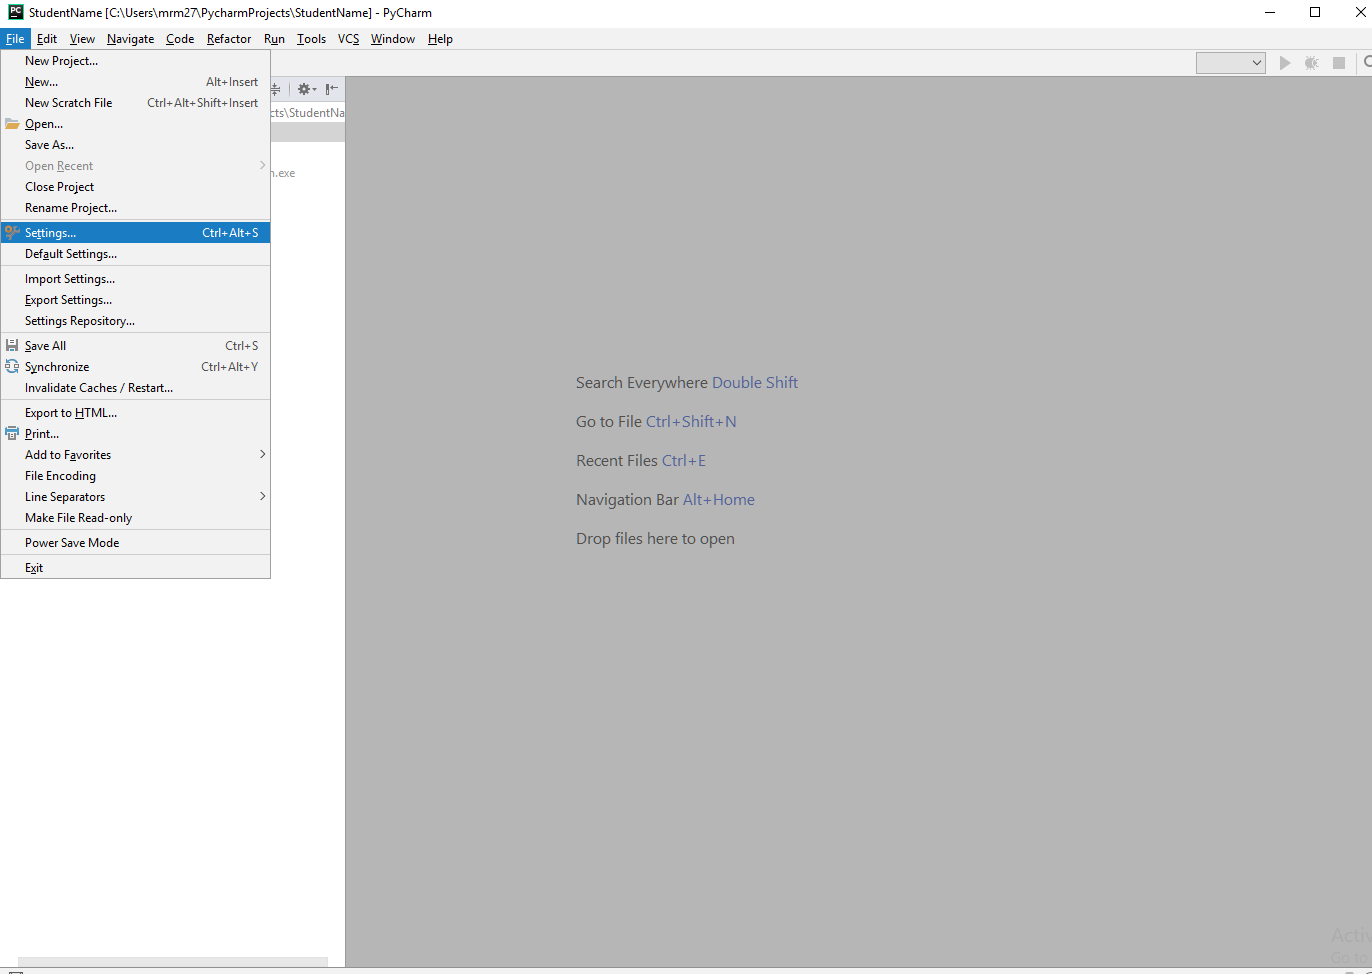 PC StudentName [C:\Users\mrm27\PycharmProjects\StudentName] - PyCharm
File Edit View Navigate Code Refactor Run Tools VCS Window Help
New Project...
New... Alt+Insert
New Scratch File Ctrl+Alt+Shift+Insert
Open...
Save As...
Open Recent
Close Project
Rename Project...
Settings... Ctrl+Alt+S
Default Settings...
Import Settings...
Export Settings...
Settings Repository...
Save All Ctrl+S
Synchronize Ctrl+Alt+Y
Invalidate Caches / Restart...
Export to HTML...
Print...
Add to Favorites
File Encoding
Line Separators
Make File Read-only
Power Save Mode
Exit
cts\StudentNa
n.exe
Search Everywhere Double Shift
Go to File Ctrl+Shift+N
Recent Files Ctrl+E
Navigation Bar Alt+Home
Drop files here to open
Activ
Go to